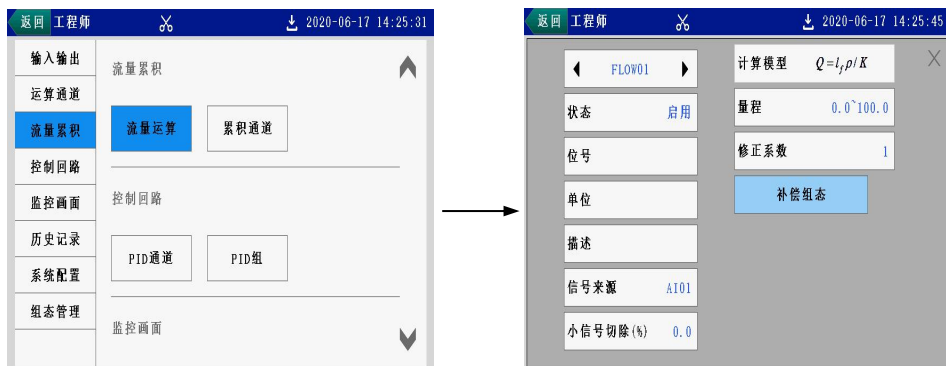 返回 工程师 2020-06-17 14:25:31
输入输出
运算通道
流量累积
控制回路
监控画面
历史记录
系统配置
组态管理
流量累积
流量运算 累积通道
控制回路
PID通道 PID组
监控画面
返回 工程师 2020-06-17 14:25:45
FLOW01
状态 启用
位号
单位
描述
信号来源 AI01
小信号切除(%) 0.0
计算模型 Q=l_fρ/K
量程 0.0~100.0
修正系数 1
补偿组态
X